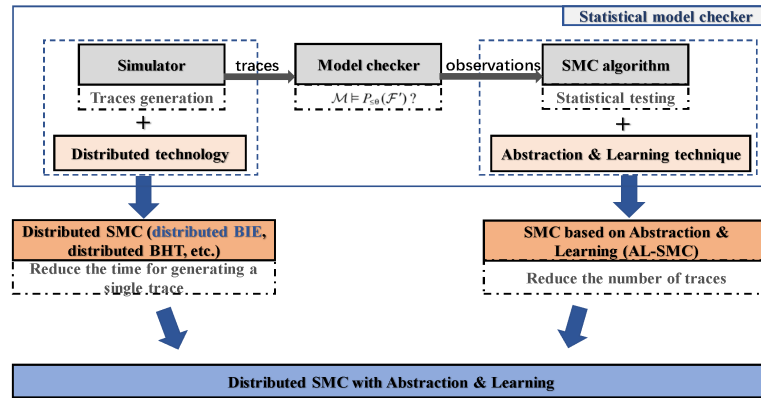 Statistical model checker
Simulator
traces
Model checker
observations
SMC algorithm
Traces generation
ℳ ⊨ P≤θ(ℱ′) ?
Statistical testing
+
+
Distributed technology
Abstraction & Learning technique
Distributed SMC (distributed BIE,
distributed BHT, etc.)
Reduce the time for generating a
single trace
SMC based on Abstraction &
Learning (AL-SMC)
Reduce the number of traces
Distributed SMC with Abstraction & Learning